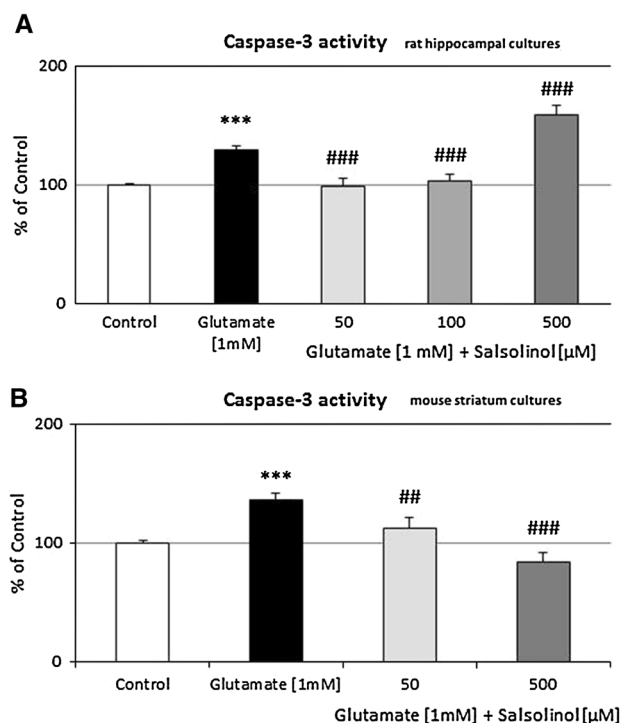 A
Caspase-3 activity rat hippocampal cultures
200
###
***
### ###
100
% of Control
0
Control Glutamate [1mM] 50 100 500
Glutamate [1 mM] + Salsolinol [µM]
B
Caspase-3 activity mouse striatum cultures
200
***
##
###
100
% of Control
0
Control Glutamate [1mM] 50 500
Glutamate [1mM] + Salsolinol [µM]